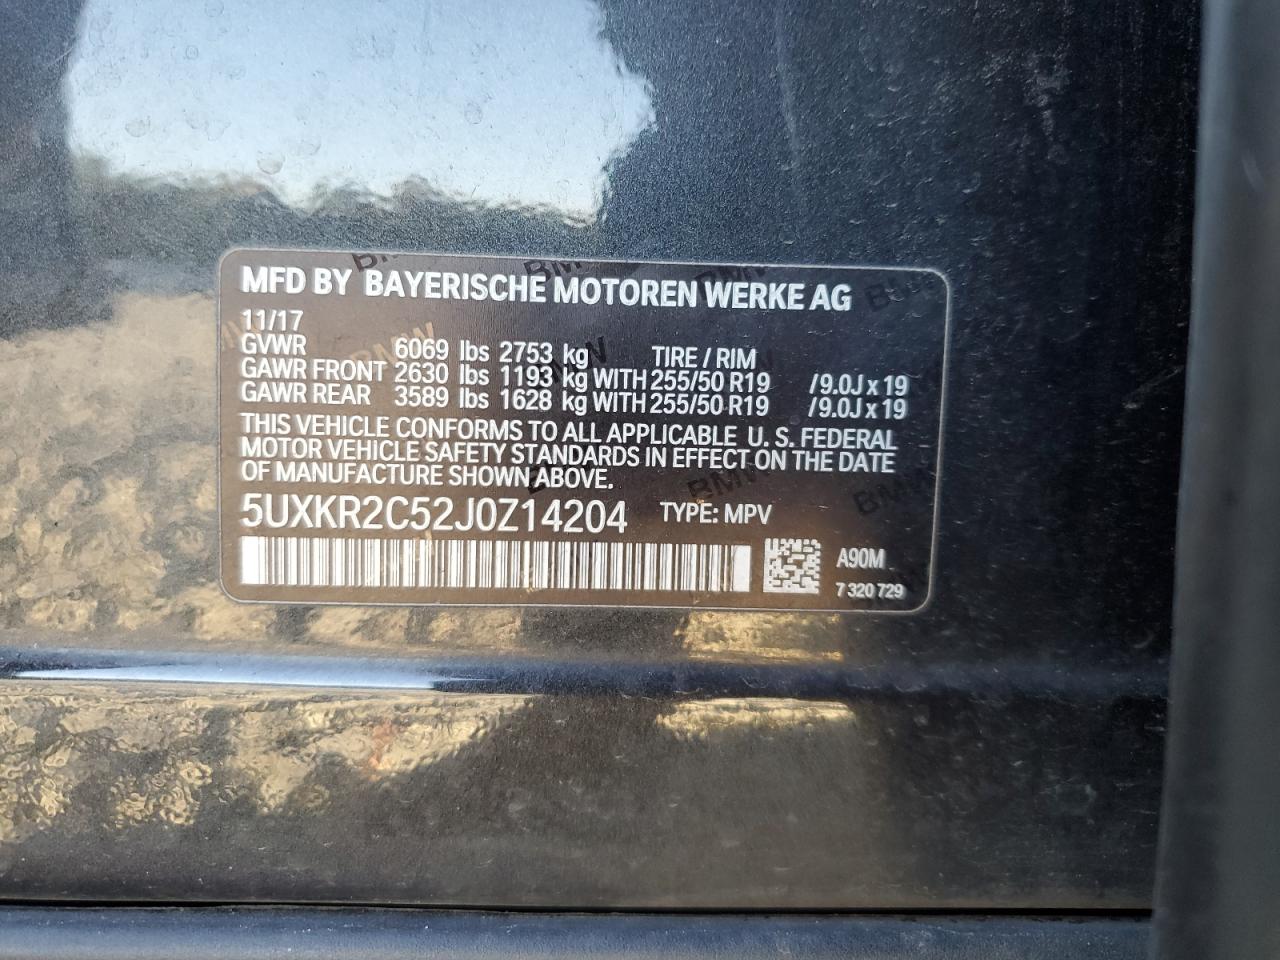 MFD BY BAYERISCHE MOTOREN WERKE AG
11/17
GVWR 6069 lbs 2753 kg TIRE / RIM
GAWR FRONT 2630 lbs 1193 kg WITH 255/50 R19 /9.0J x 19
GAWR REAR 3589 lbs 1628 kg WITH 255/50 R19 /9.0J x 19
THIS VEHICLE CONFORMS TO ALL APPLICABLE U. S. FEDERAL
MOTOR VEHICLE SAFETY STANDARDS IN EFFECT ON THE DATE
OF MANUFACTURE SHOWN ABOVE.
5UXKR2C52J0Z14204 TYPE: MPV
A90M
7 320 729